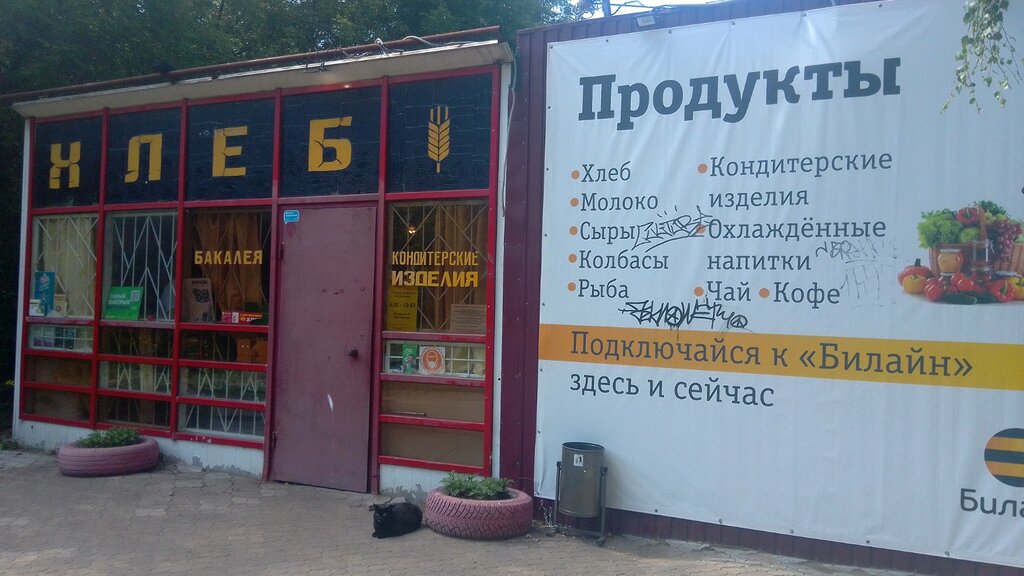 ХЛЕБ
БАКАЛЕЯ
КОНДИТЕРСКИЕ
ИЗДЕЛИЯ
Продукты
Хлеб
Молоко
Сыры
Колбасы
Рыба
Кондитерские
изделия
Охлаждённые
напитки
Чай
Кофе
Подключайся к «Билайн»
здесь и сейчас
Била